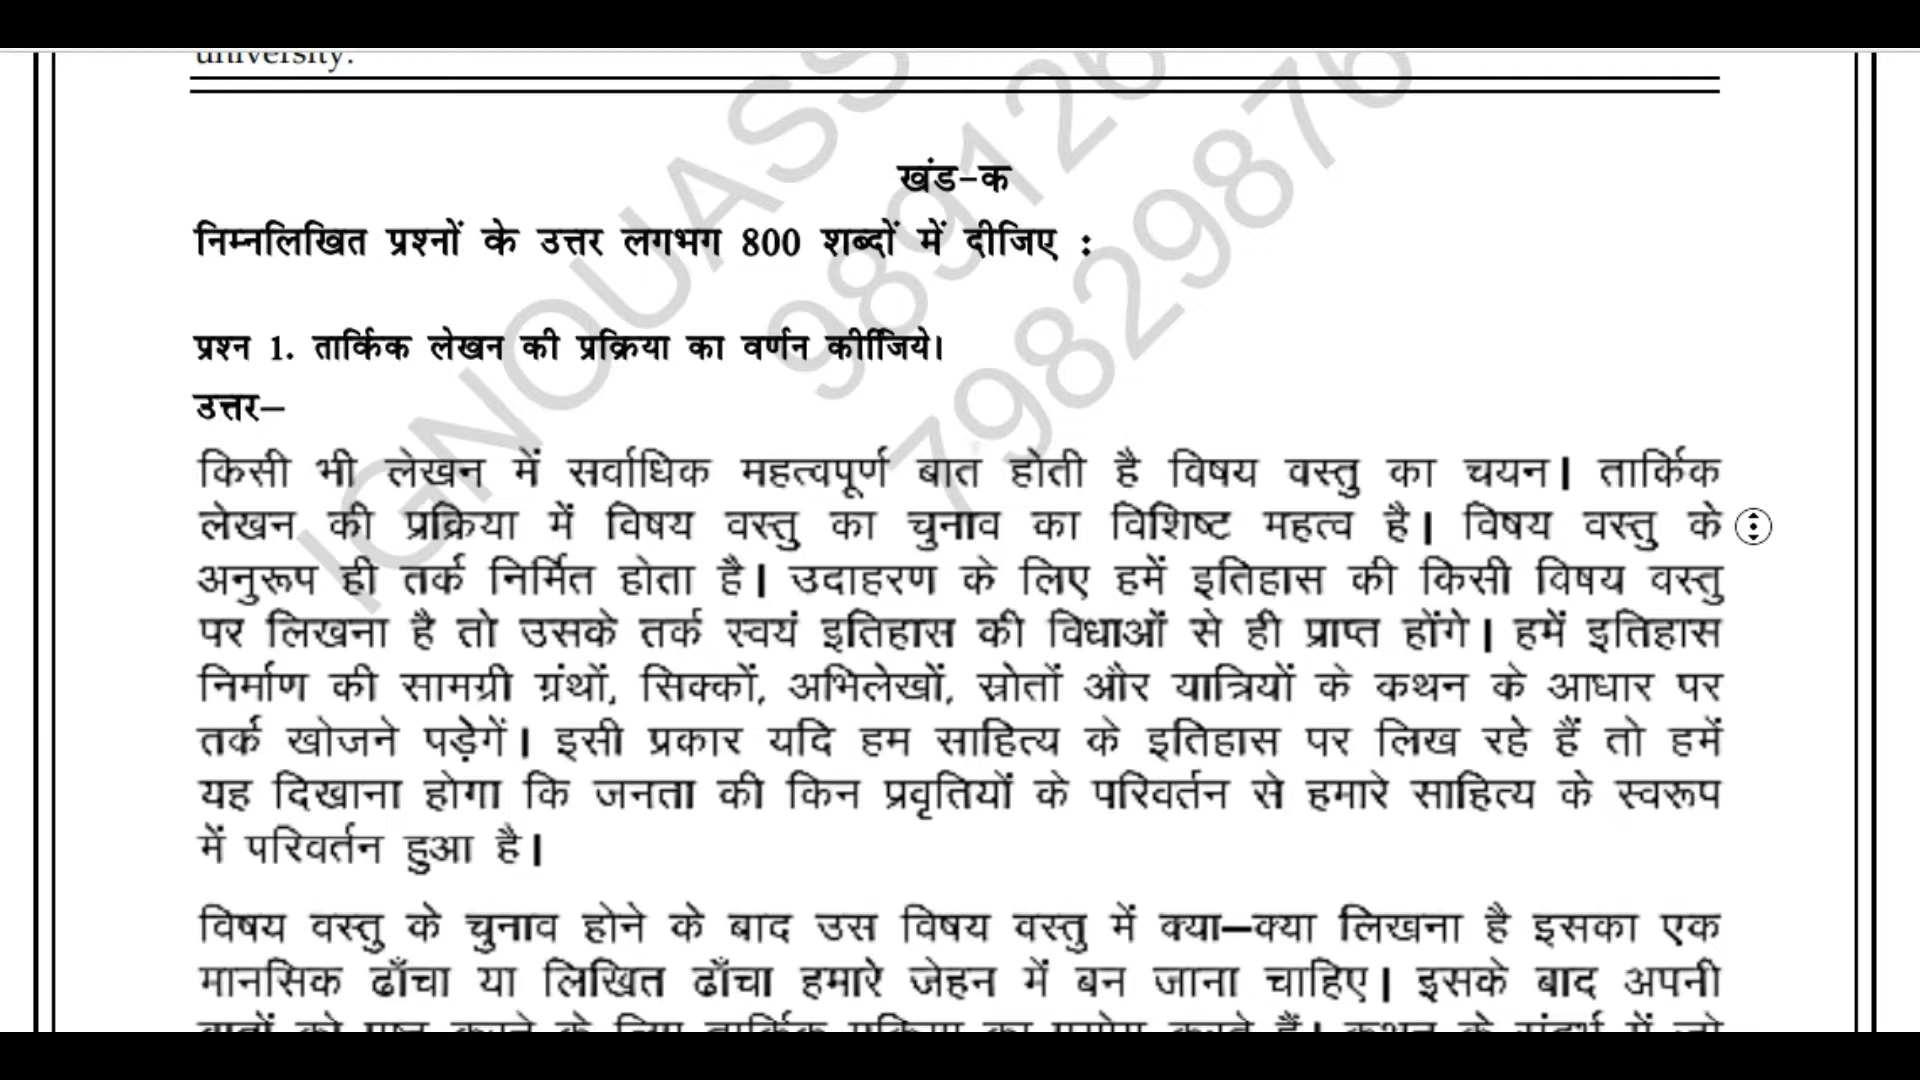 university.
खंड-क
निम्नलिखित प्रश्नों के उत्तर लगभग 800 शब्दों में दीजिए :
प्रश्न 1. तार्किक लेखन की प्रक्रिया का वर्णन कीजिये।
उत्तर–
किसी भी लेखन में सर्वाधिक महत्वपूर्ण बात होती है विषय वस्तु का चयन। तार्किक
लेखन की प्रक्रिया में विषय वस्तु का चुनाव का विशिष्ट महत्व है। विषय वस्तु के
अनुरूप ही तर्क निर्मित होता है। उदाहरण के लिए हमें इतिहास की किसी विषय वस्तु
पर लिखना है तो उसके तर्क स्वयं इतिहास की विधाओं से ही प्राप्त होंगे। हमें इतिहास
निर्माण की सामग्री ग्रंथों, सिक्कों, अभिलेखों, स्रोतों और यात्रियों के कथन के आधार पर
तर्क खोजने पड़ेगें। इसी प्रकार यदि हम साहित्य के इतिहास पर लिख रहे हैं तो हमें
यह दिखाना होगा कि जनता की किन प्रवृतियों के परिवर्तन से हमारे साहित्य के स्वरूप
में परिवर्तन हुआ है।
विषय वस्तु के चुनाव होने के बाद उस विषय वस्तु में क्या–क्या लिखना है इसका एक
मानसिक ढाँचा या लिखित ढाँचा हमारे जेहन में बन जाना चाहिए। इसके बाद अपनी
IGNOUASS
989126
79829876